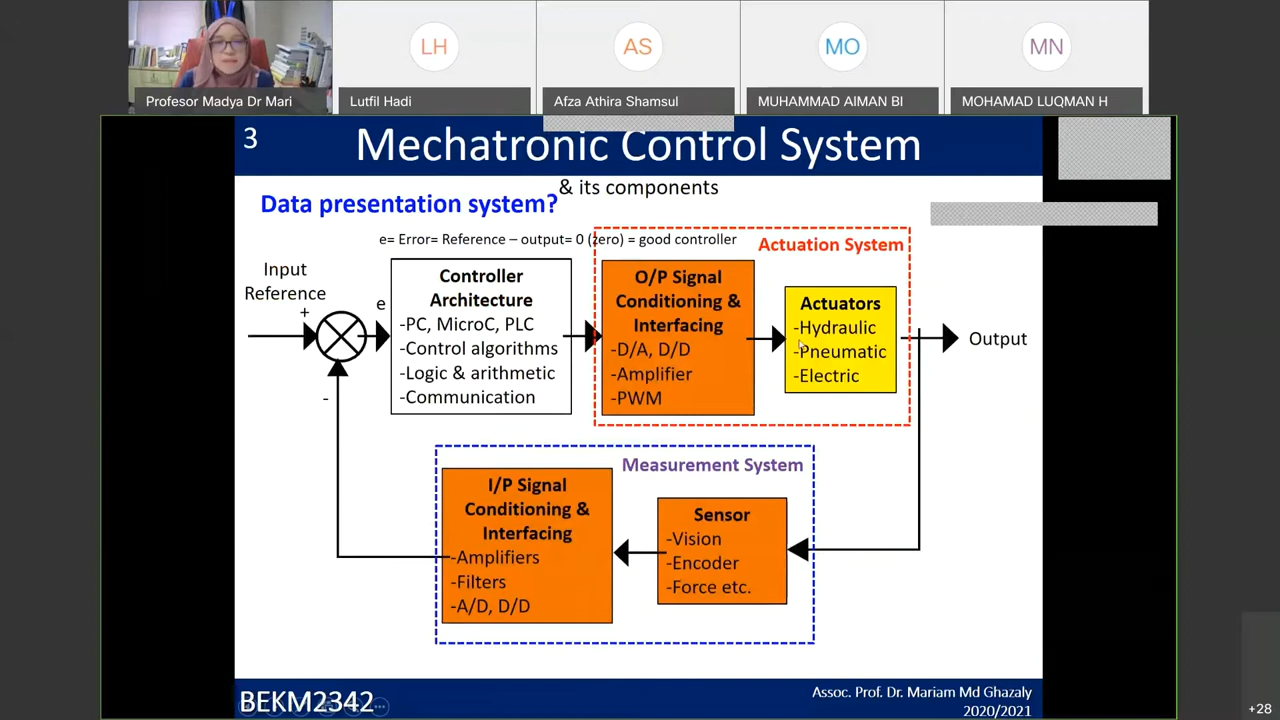 LH
AS
MO
MN
Profesor Madya Dr Mari
Lutfil Hadi
Afza Athira Shamsul
MUHAMMAD AIMAN BI
MOHAMAD LUQMAN H
3
Mechatronic Control System
& its components
Data presentation system?
e= Error= Reference – output= 0 (zero) = good controller
Actuation System
Input
Reference
+
-
e
Controller
Architecture
-PC, MicroC, PLC
-Control algorithms
-Logic & arithmetic
-Communication
O/P Signal
Conditioning &
Interfacing
-D/A, D/D
-Amplifier
-PWM
Actuators
-Hydraulic
-Pneumatic
-Electric
Output
Measurement System
I/P Signal
Conditioning &
Interfacing
-Amplifiers
-Filters
-A/D, D/D
Sensor
-Vision
-Encoder
-Force etc.
BEKM2342
Assoc. Prof. Dr. Mariam Md Ghazaly
2020/2021
+28